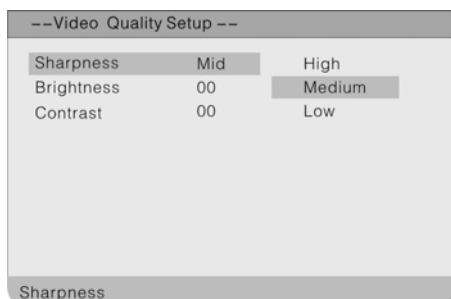 --Video Quality Setup --
Sharpness Mid High
Brightness 00 Medium
Contrast 00 Low
Sharpness